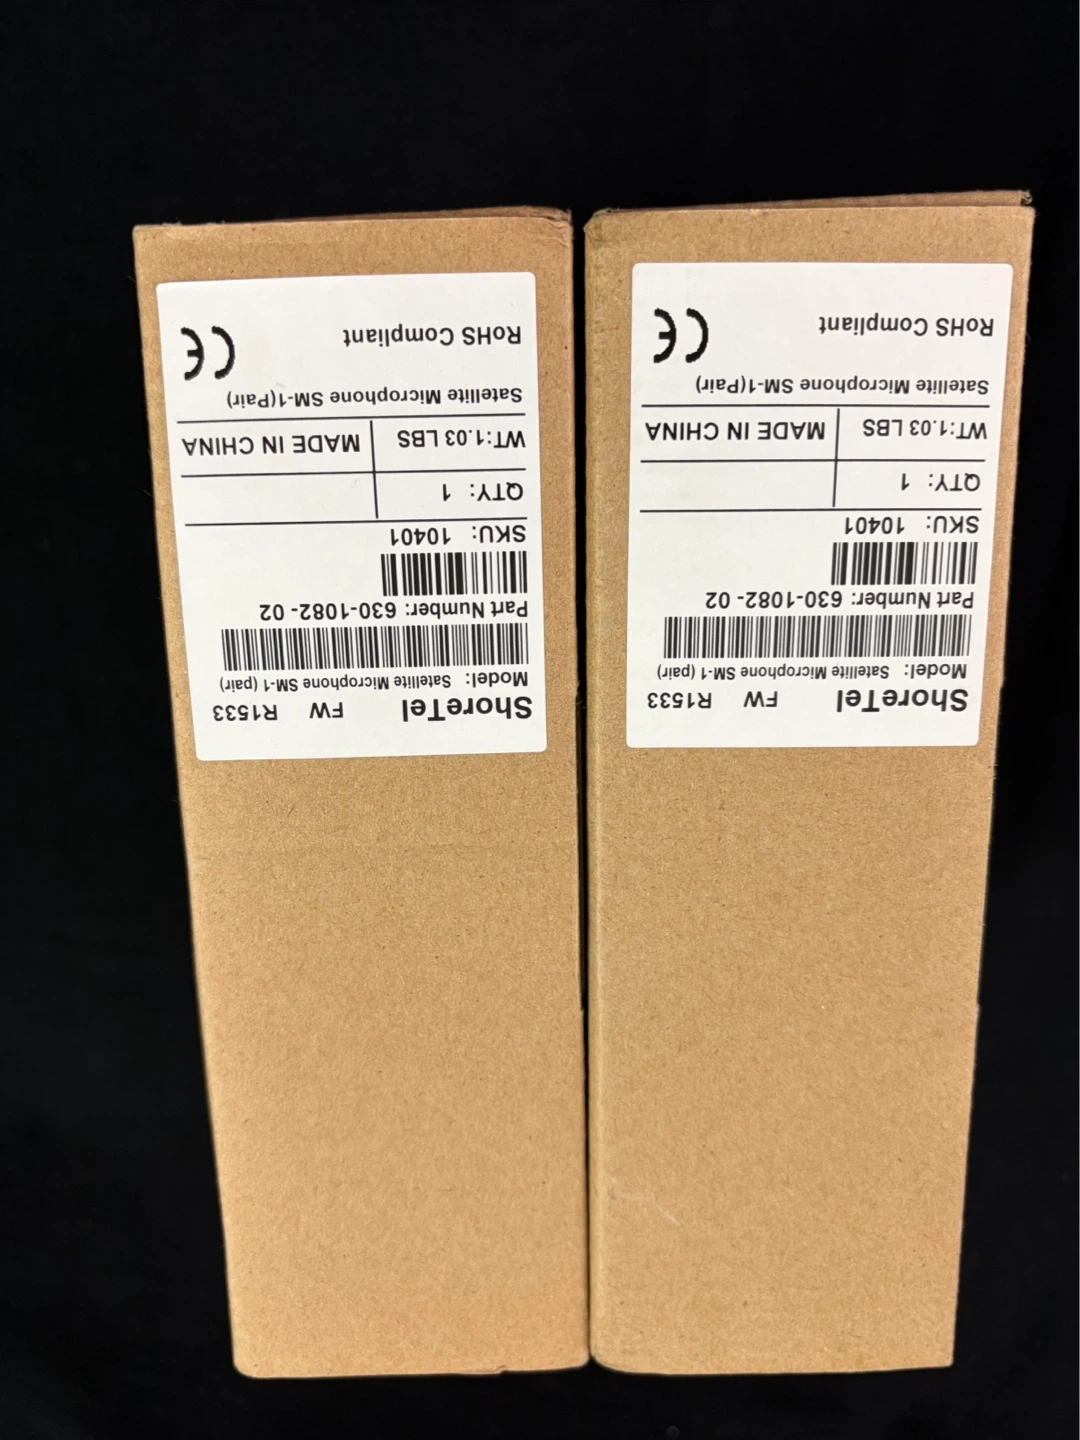 ShoreTel FW R1533
Model: Satellite Microphone SM-1 (pair)
Part Number: 630-1082-02
SKU: 10401
QTY: 1
WT:1.03 LBS MADE IN CHINA
Satellite Microphone SM-1(Pair)
RoHS Compliant CE
ShoreTel FW R1533
Model: Satellite Microphone SM-1 (pair)
Part Number: 630-1082-02
SKU: 10401
QTY: 1
WT:1.03 LBS MADE IN CHINA
Satellite Microphone SM-1(Pair)
RoHS Compliant CE